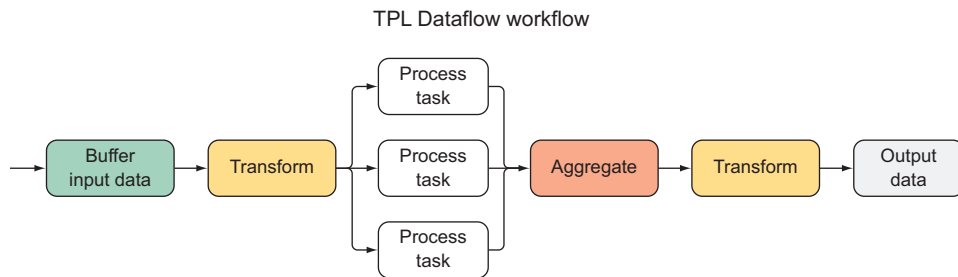 TPL Dataflow workflow
Process
task
Buffer
input data
Transform
Process
task
Aggregate
Transform
Output
data
Process
task